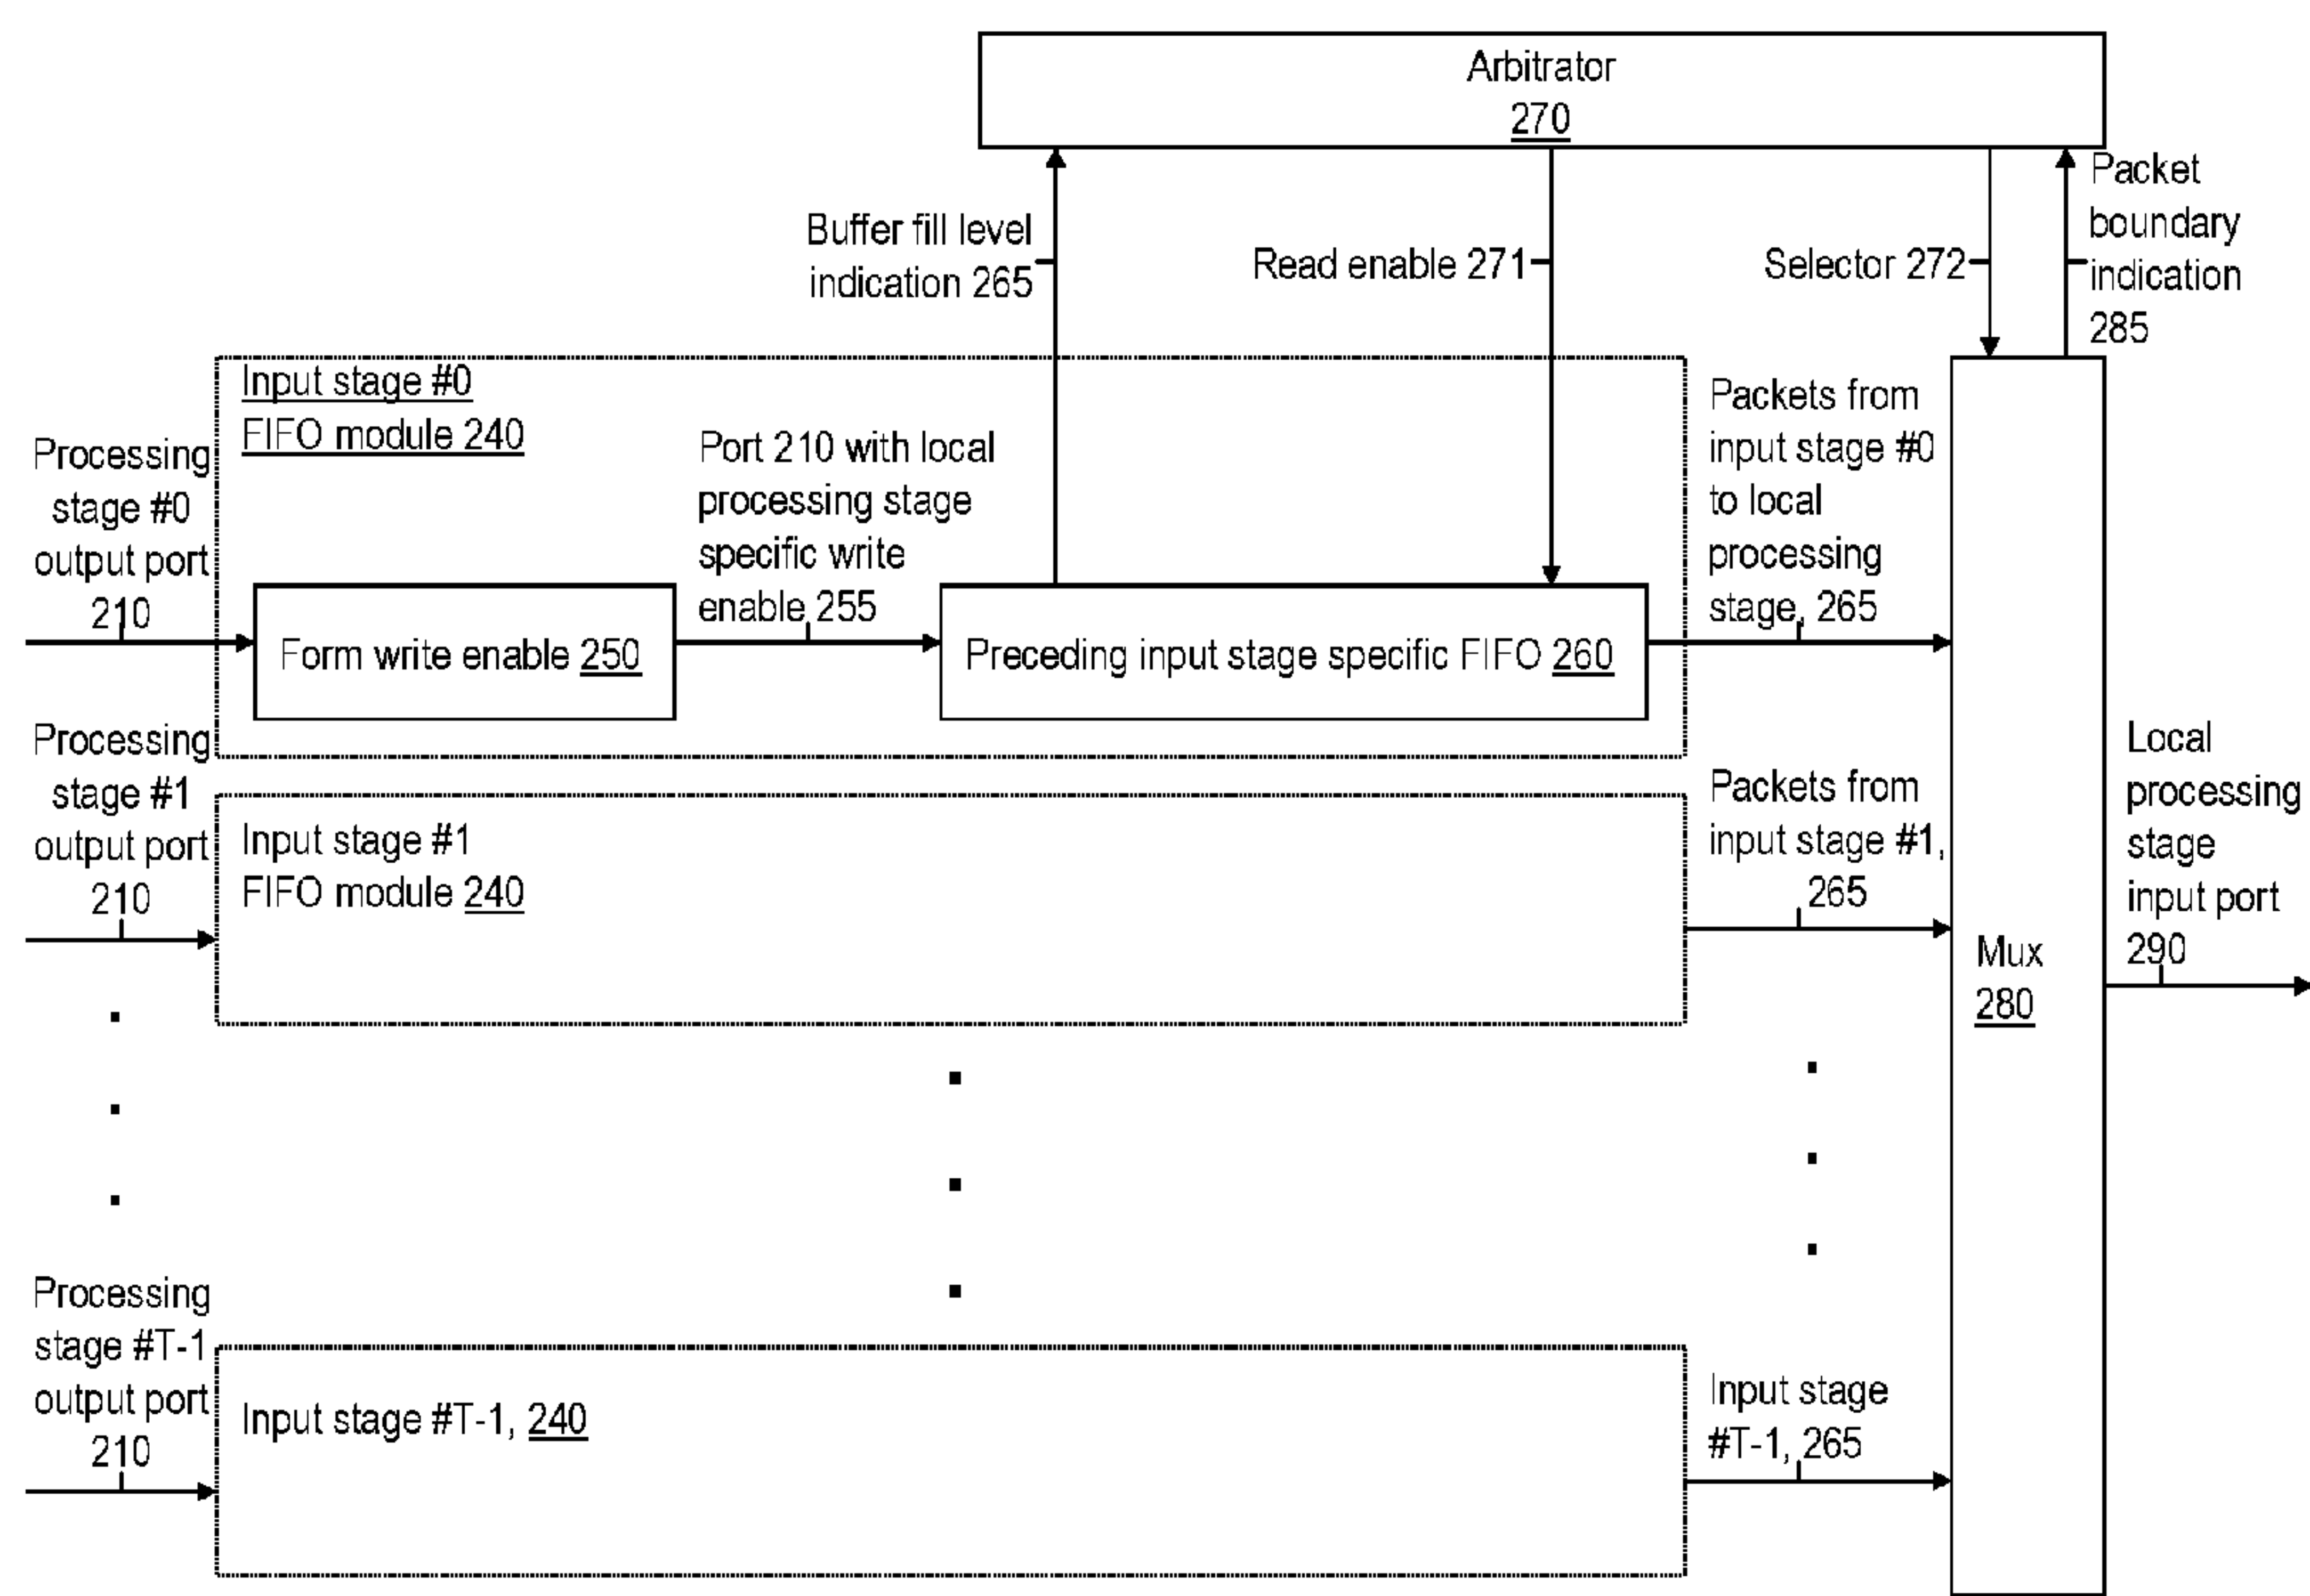 Arbitrator
270
Buffer fill level
indication 265
Read enable 271
Selector 272
Packet
boundary
indication
285
Input stage #0
FIFO module 240
Processing
stage #0
output port
210
Form write enable 250
Port 210 with local
processing stage
specific write
enable 255
Preceding input stage specific FIFO 260
Packets from
input stage #0
to local
processing
stage, 265
Processing
stage #1
output port
210
Input stage #1
FIFO module 240
Packets from
input stage #1,
265
Mux
280
Local
processing
stage
input port
290
Processing
stage #T-1
output port
210
Input stage #T-1, 240
Input stage
#T-1, 265